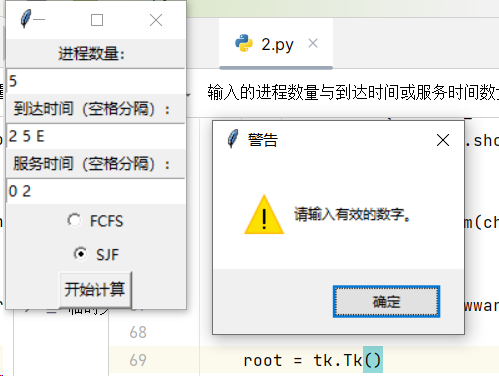 进程数量：
5
到达时间（空格分隔）：
2 5 E
服务时间（空格分隔）：
0 2
FCFS
SJF
开始计算
2.py
输入的进程数量与到达时间或服务时间数
.sho
警告
请输入有效的数字。
确定
m(ch
wwan
68
69
root = tk.Tk()